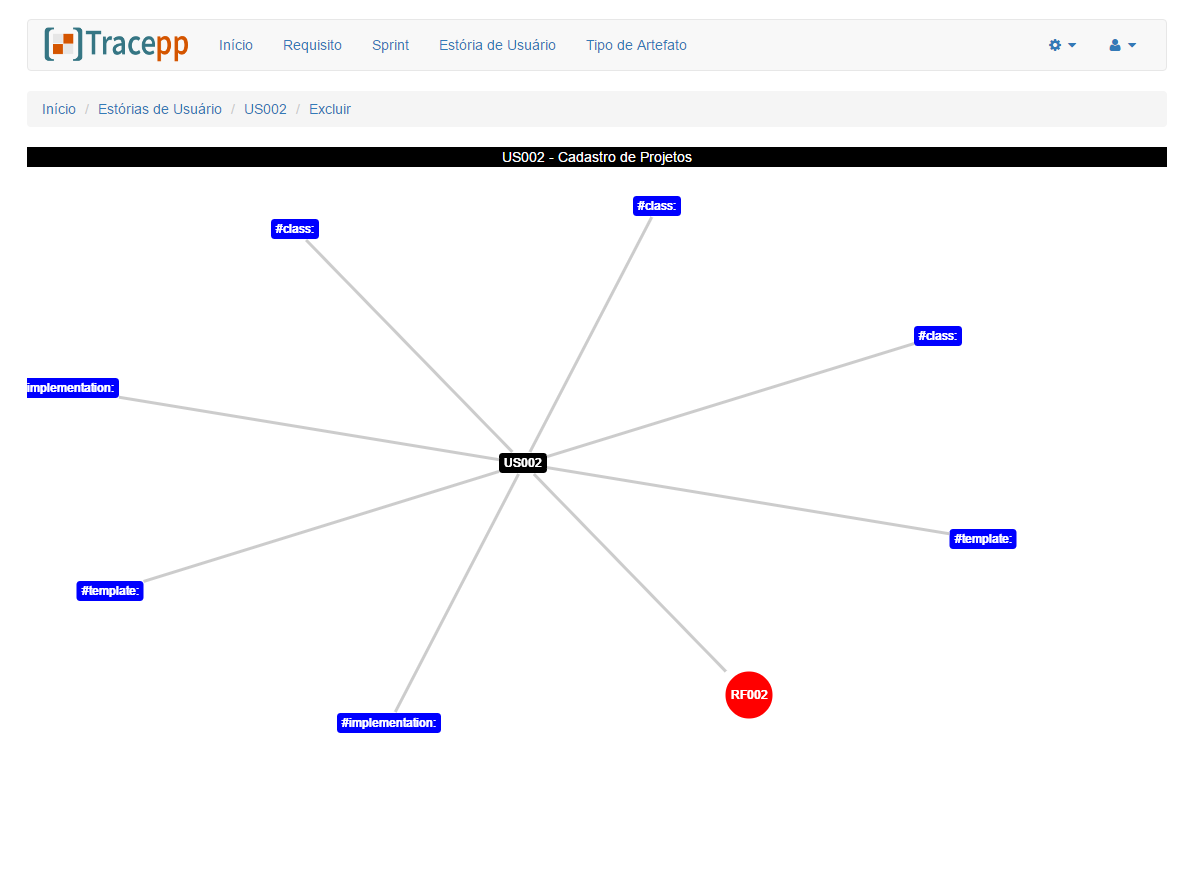 Tracepp Início Requisito Sprint Estória de Usuário Tipo de Artefato
Início / Estórias de Usuário / US002 / Excluir
US002 - Cadastro de Projetos
#class:
#class:
#class:
implementation:
US002
#template:
#template:
RF002
#implementation: